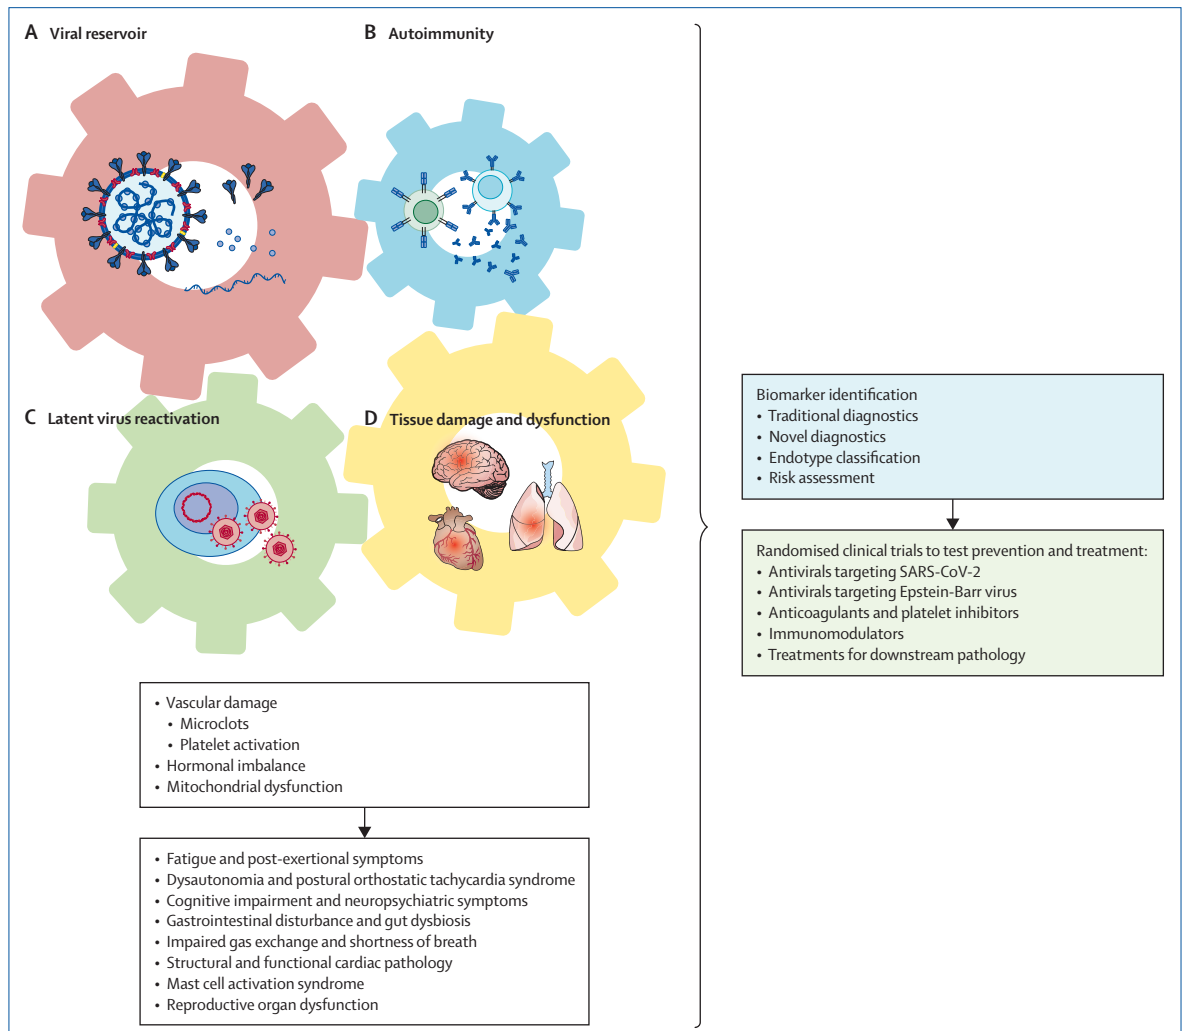 A Viral reservoir
B Autoimmunity
C Latent virus reactivation
D Tissue damage and dysfunction
• Vascular damage
• Microclots
• Platelet activation
• Hormonal imbalance
• Mitochondrial dysfunction
• Fatigue and post-exertional symptoms
• Dysautonomia and postural orthostatic tachycardia syndrome
• Cognitive impairment and neuropsychiatric symptoms
• Gastrointestinal disturbance and gut dysbiosis
• Impaired gas exchange and shortness of breath
• Structural and functional cardiac pathology
• Mast cell activation syndrome
• Reproductive organ dysfunction
Biomarker identification
• Traditional diagnostics
• Novel diagnostics
• Endotype classification
• Risk assessment
Randomised clinical trials to test prevention and treatment:
• Antivirals targeting SARS-CoV-2
• Antivirals targeting Epstein-Barr virus
• Anticoagulants and platelet inhibitors
• Immunomodulators
• Treatments for downstream pathology